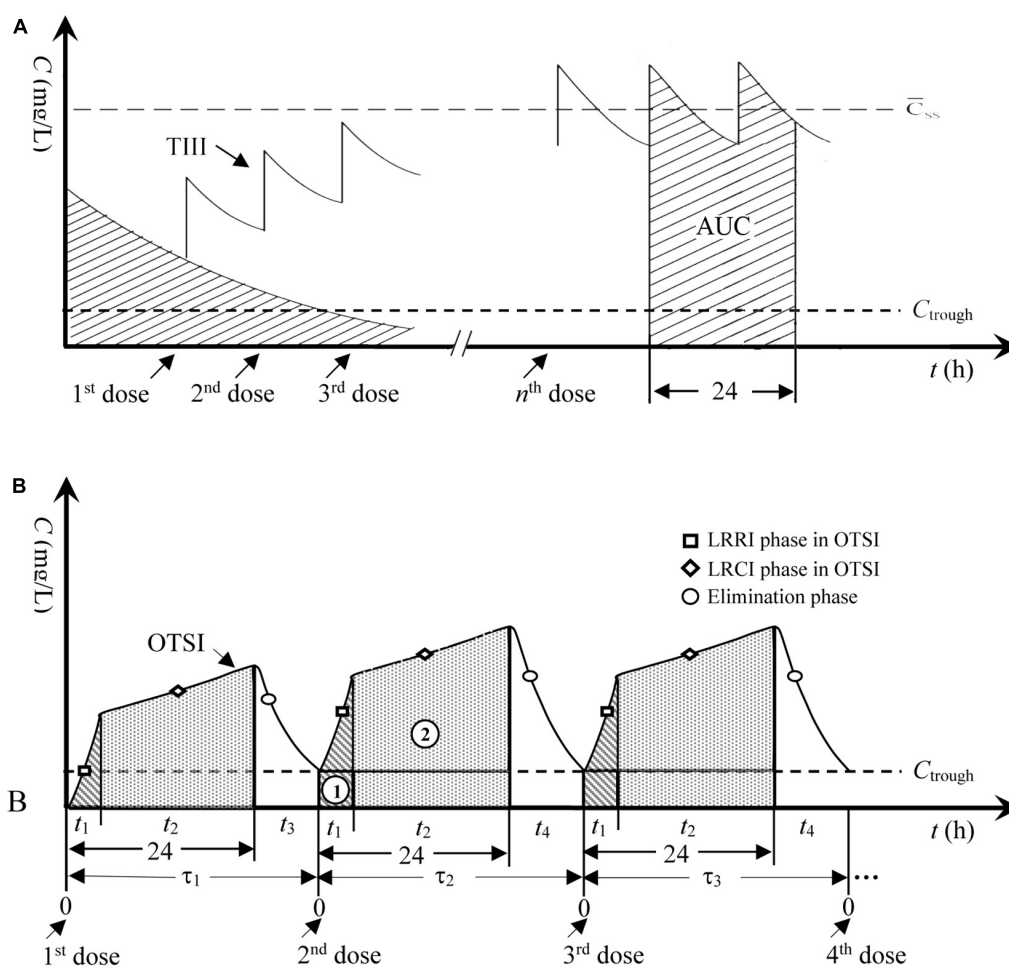 A
C (mg/L)
C̅ss
TIII
AUC
Ctrough
t (h)
1st dose
2nd dose
3rd dose
nth dose
24
B
C (mg/L)
LRRI phase in OTSI
LRCI phase in OTSI
Elimination phase
OTSI
2
Ctrough
1
B
t1 t2 t3 t1 t2 t4 t1 t2 t4
t (h)
24 24 24
τ1 τ2 τ3 •••
0 0 0 0
1st dose 2nd dose 3rd dose 4th dose